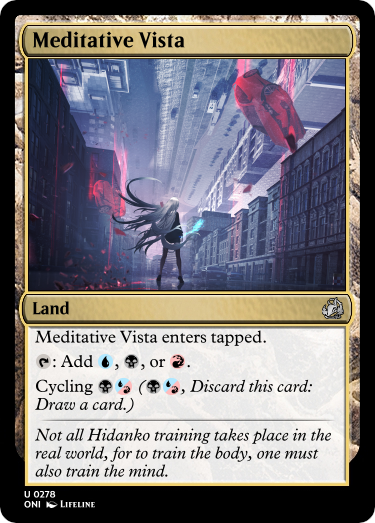 Meditative Vista
Land
Meditative Vista enters tapped.
: Add , , or .
Cycling ( , Discard this card:
Draw a card.)
Not all Hidanko training takes place in the
real world, for to train the body, one must
also train the mind.
U 0278
ONI LIFELINE